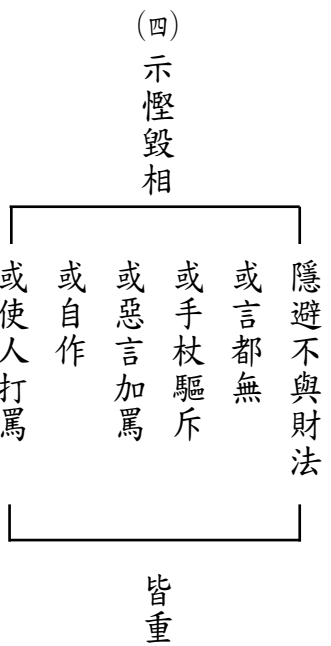 (四)示慳毀相
隱避不與財法
或言都無
或手杖驅斥
或惡言加罵
或自作
或使人打罵
皆重